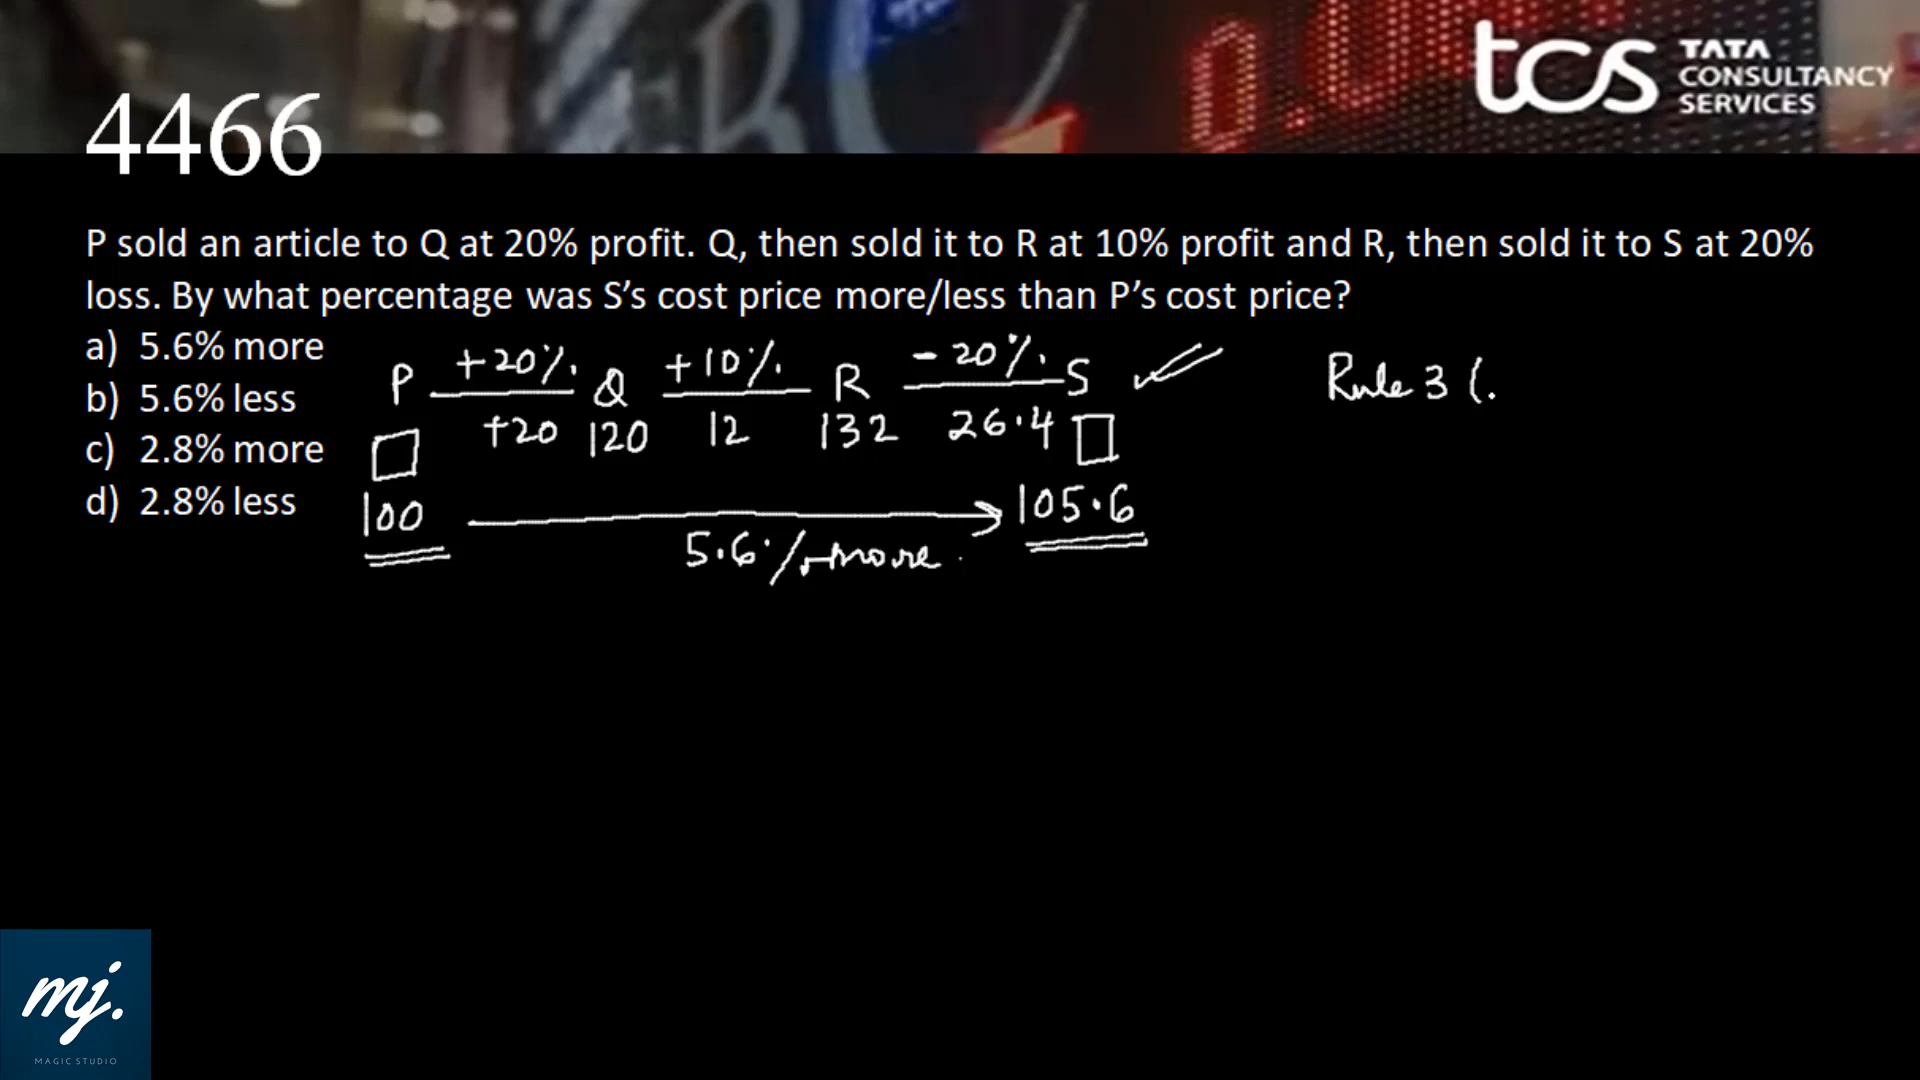 tcs TATA
CONSULTANCY
SERVICES
4466
P sold an article to Q at 20% profit. Q, then sold it to R at 10% profit and R, then sold it to S at 20%
loss. By what percentage was S’s cost price more/less than P’s cost price?
a) 5.6% more
b) 5.6% less
c) 2.8% more
d) 2.8% less
P +20% Q +10% R - 20% S
+20 120 12 132 26.4
100 105.6
5.6% more
Rule 3 (.
mj.
MAGIC STUDIO